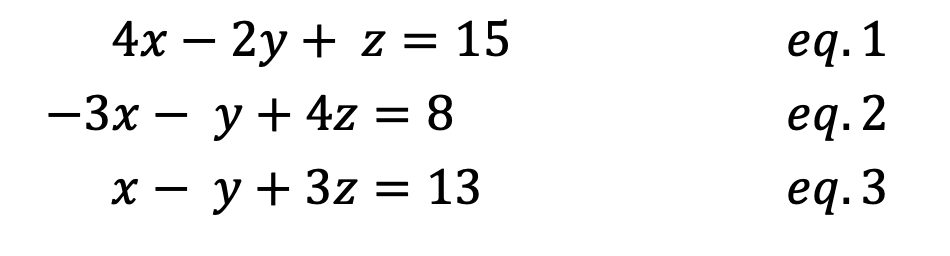 4x − 2y + z = 15 eq. 1
−3x − y + 4z = 8 eq. 2
x − y + 3z = 13 eq. 3